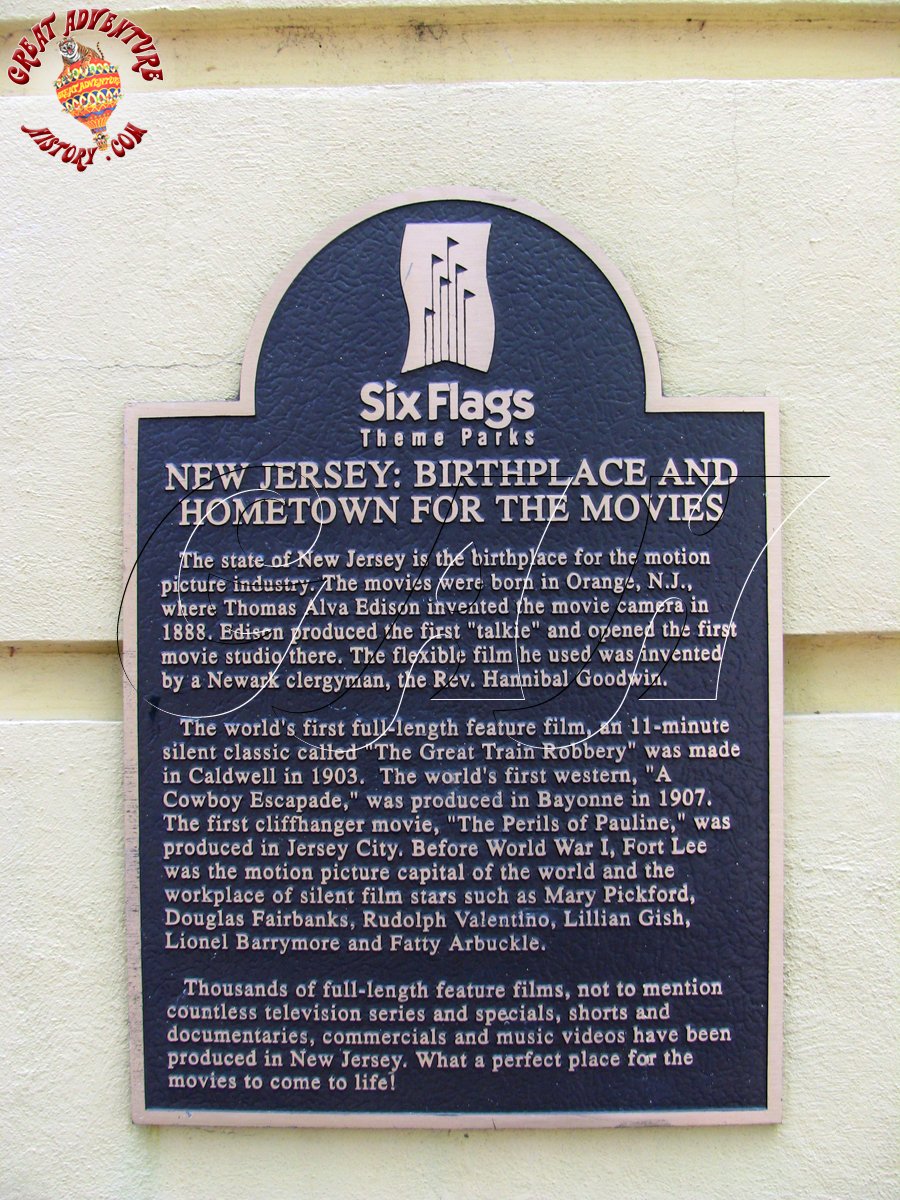 GREAT ADVENTURE
GREAT ADVENTURE
HISTORY.COM
Six Flags
Theme Parks
NEW JERSEY: BIRTHPLACE AND
HOMETOWN FOR THE MOVIES
The state of New Jersey is the birthplace for the motion
picture industry. The movies were born in Orange, N.J.,
where Thomas Alva Edison invented the movie camera in
1888. Edison produced the first "talkie" and opened the first
movie studio there. The flexible film he used was invented
by a Newark clergyman, the Rev. Hannibal Goodwin.
The world's first full-length feature film, an 11-minute
silent classic called "The Great Train Robbery" was made
in Caldwell in 1903. The world's first western, "A
Cowboy Escapade," was produced in Bayonne in 1907.
The first cliffhanger movie, "The Perils of Pauline," was
produced in Jersey City. Before World War I, Fort Lee
was the motion picture capital of the world and the
workplace of silent film stars such as Mary Pickford,
Douglas Fairbanks, Rudolph Valentino, Lillian Gish,
Lionel Barrymore and Fatty Arbuckle.
Thousands of full-length feature films, not to mention
countless television series and specials, shorts and
documentaries, commercials and music videos have been
produced in New Jersey. What a perfect place for the
movies to come to life!